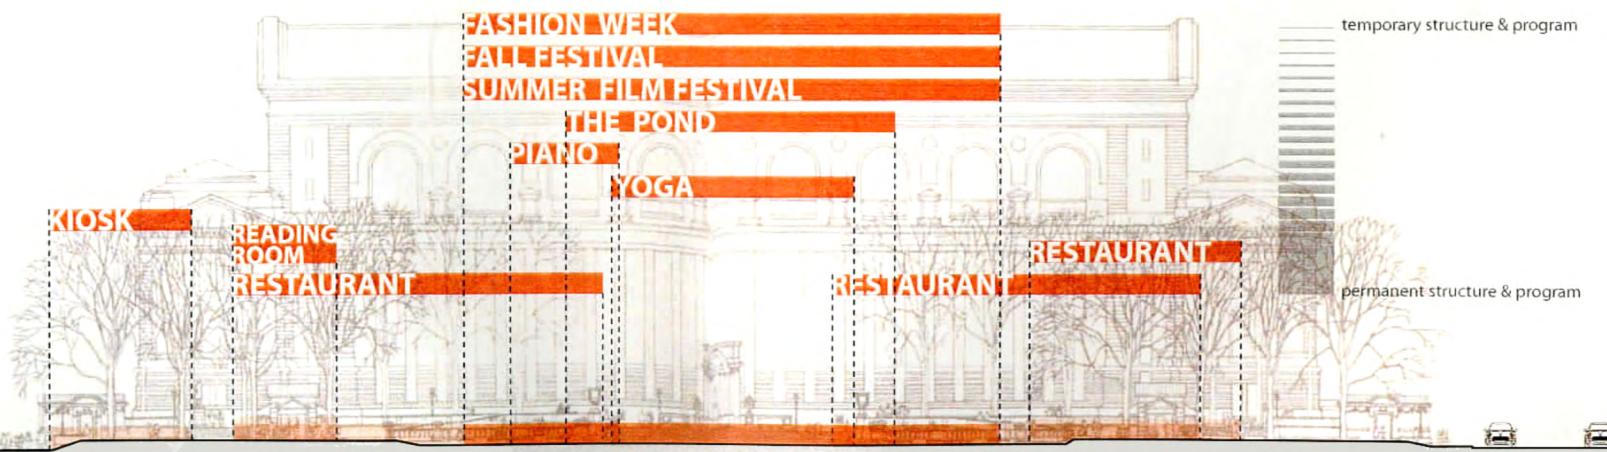 FASHION WEEK
FALL FESTIVAL
SUMMER FILM FESTIVAL
THE POND
PIANO
YOGA
KIOSK
READING
ROOM
RESTAURANT
RESTAURANT
RESTAURANT
temporary structure & program
permanent structure & program